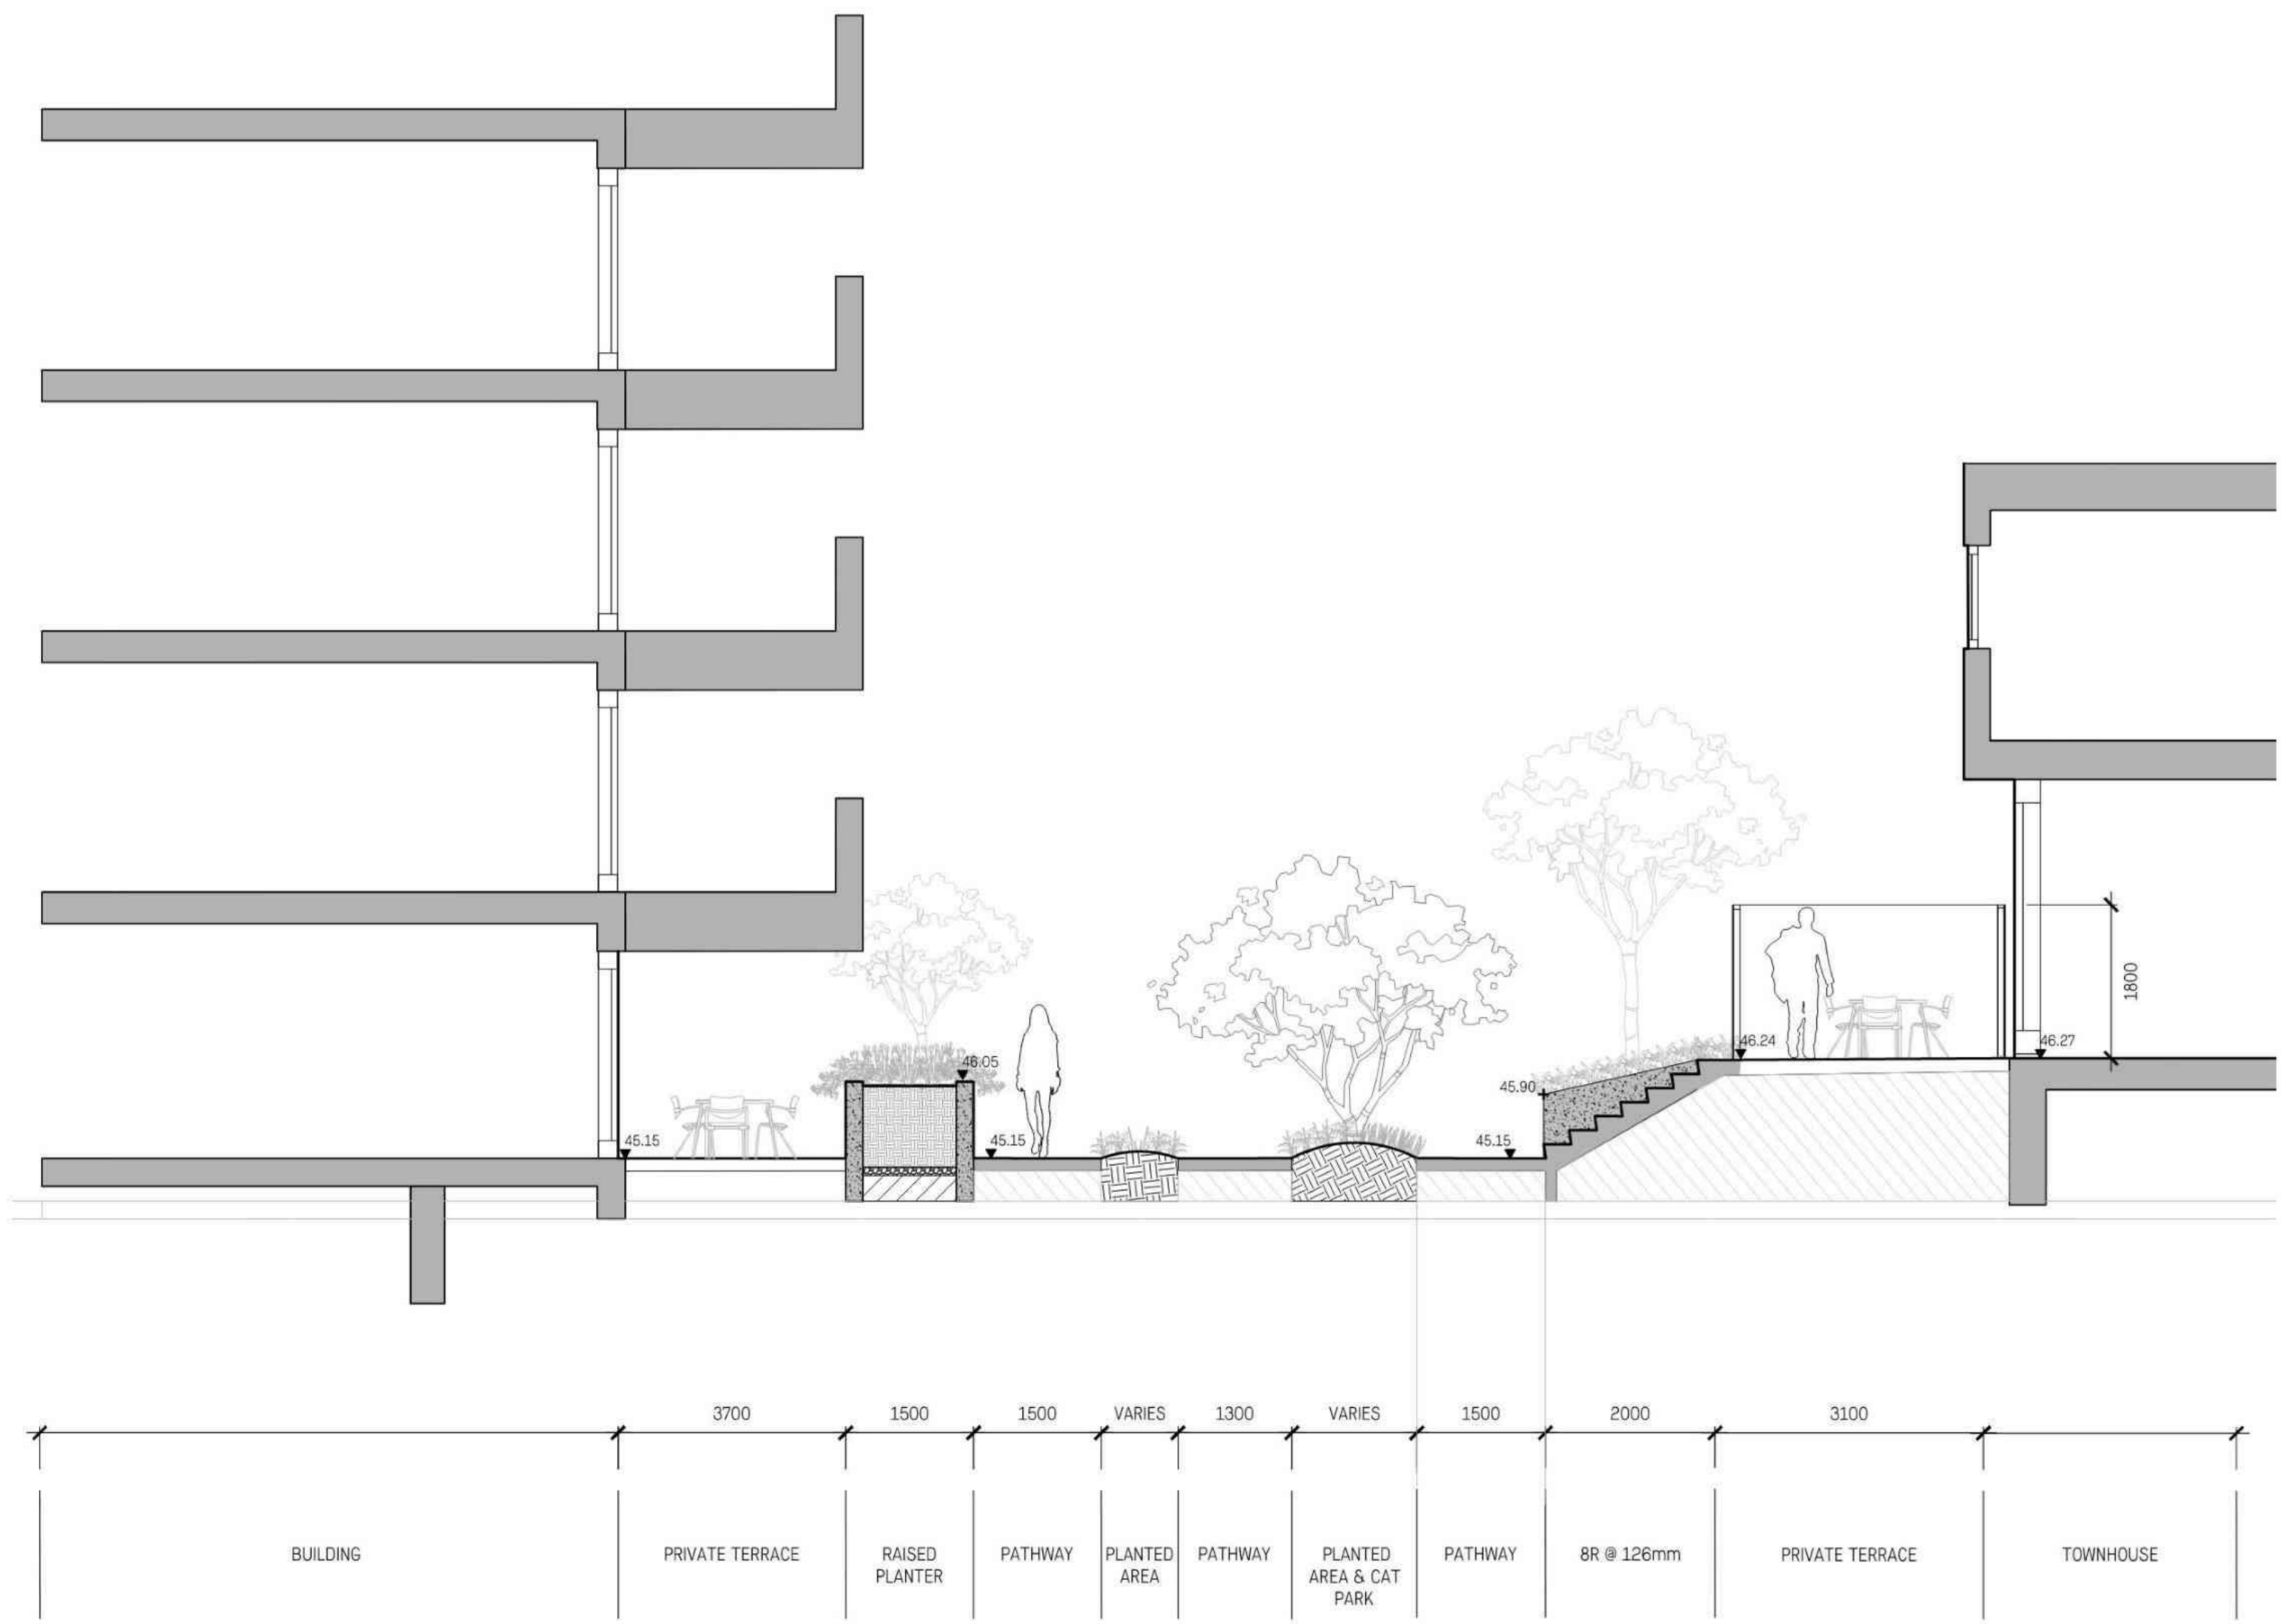 1800
46.24
46.27
46.05
45.90
45.15
45.15
45.15
3700
1500
1500
VARIES
1300
VARIES
1500
2000
3100
BUILDING
PRIVATE TERRACE
RAISED
PLANTER
PATHWAY
PLANTED
AREA
PATHWAY
PLANTED
AREA & CAT
PARK
PATHWAY
8R @ 126mm
PRIVATE TERRACE
TOWNHOUSE